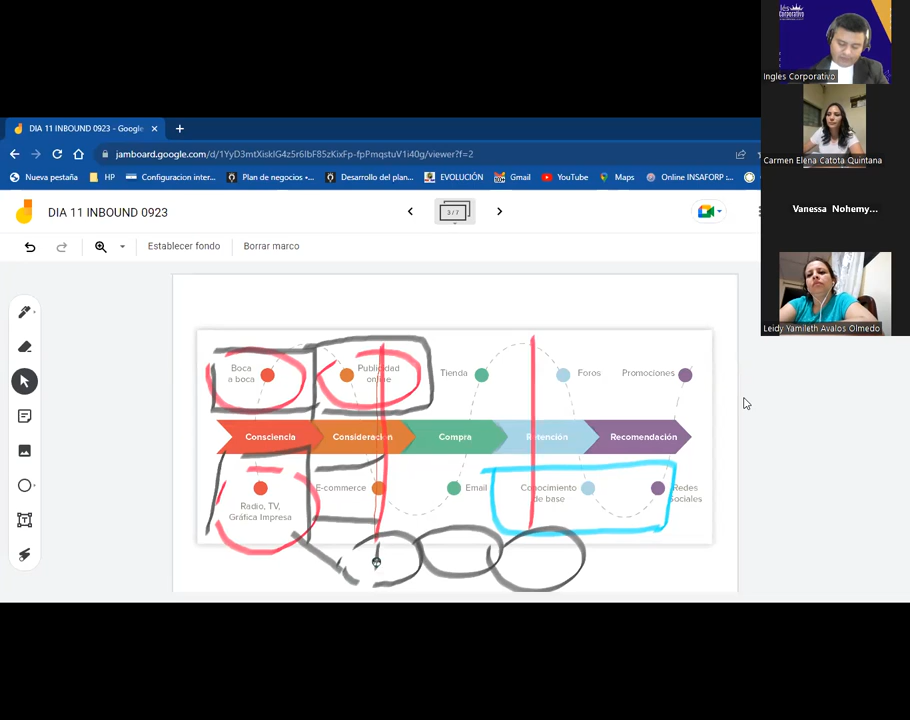 DIA 11 INBOUND 0923 - Google
jamboard.google.com/d/1YyD3mtXiskIG4z5r6IbF85zKixFp-fpPmqstuV1i40g/viewer?f=2
Nueva pestaña
HP
Configuracion inter...
Plan de negocios •...
Desarrollo del plan...
EVOLUCIÓN
Gmail
YouTube
Maps
Online INSAFORP :...
DIA 11 INBOUND 0923
3/7
Establecer fondo
Borrar marco
Boca
a boca
Publicidad
online
Tienda
Foros
Promociones
Consciencia
Consideración
Compra
Retención
Recomendación
Radio, TV,
Gráfica Impresa
E-commerce
Email
Conocimiento
de base
Redes
Sociales
lés
Corporativo
Ingles Corporativo
Carmen Elena Catota Quintana
Vanessa Nohemy...
Leidy Yamileth Avalos Olmedo